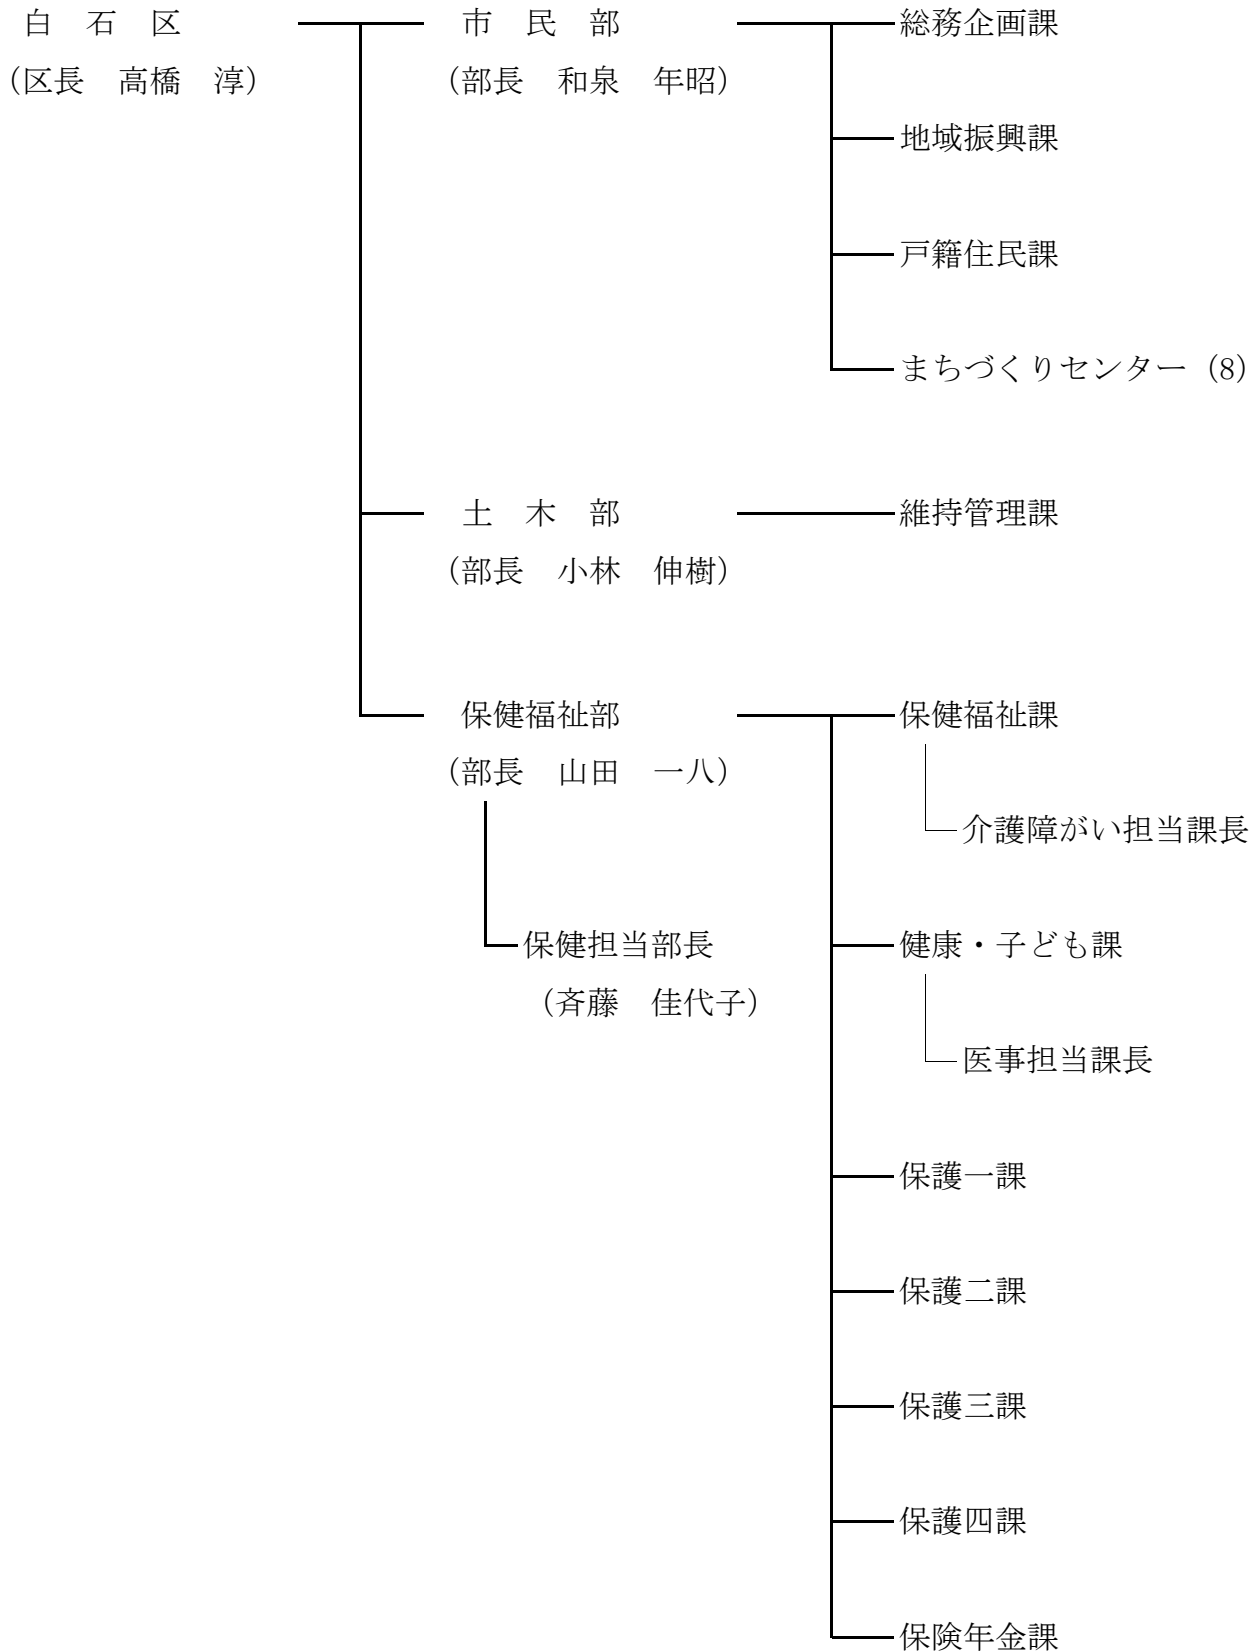 白　石　区
（区長　高橋　淳）
市　民　部
（部長　和泉　年昭）
総務企画課
地域振興課
戸籍住民課
まちづくりセンター（8）
土　木　部
（部長　小林　伸樹）
維持管理課
保健福祉部
（部長　山田　一八）
保健担当部長
（斉藤　佳代子）
保健福祉課
介護障がい担当課長
健康・子ども課
医事担当課長
保護一課
保護二課
保護三課
保護四課
保険年金課